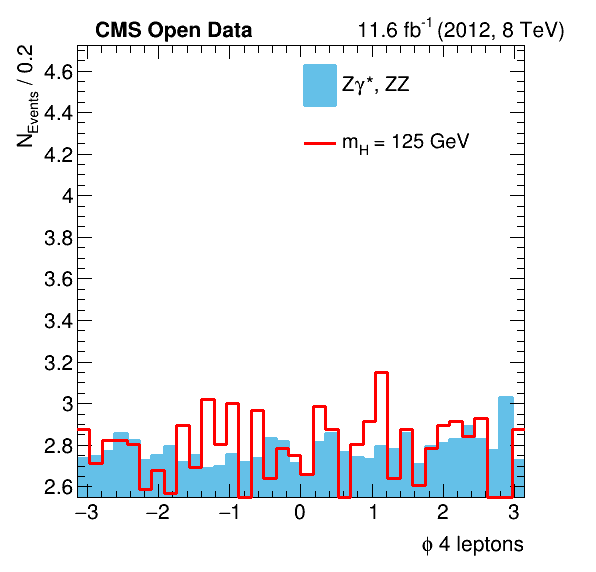 CMS Open Data 11.6 fb⁻¹ (2012, 8 TeV)
N_Events / 0.2
Zγ*, ZZ
m_H = 125 GeV
4.6
4.4
4.2
4
3.8
3.6
3.4
3.2
3
2.8
2.6
−3 −2 −1 0 1 2 3
ϕ 4 leptons